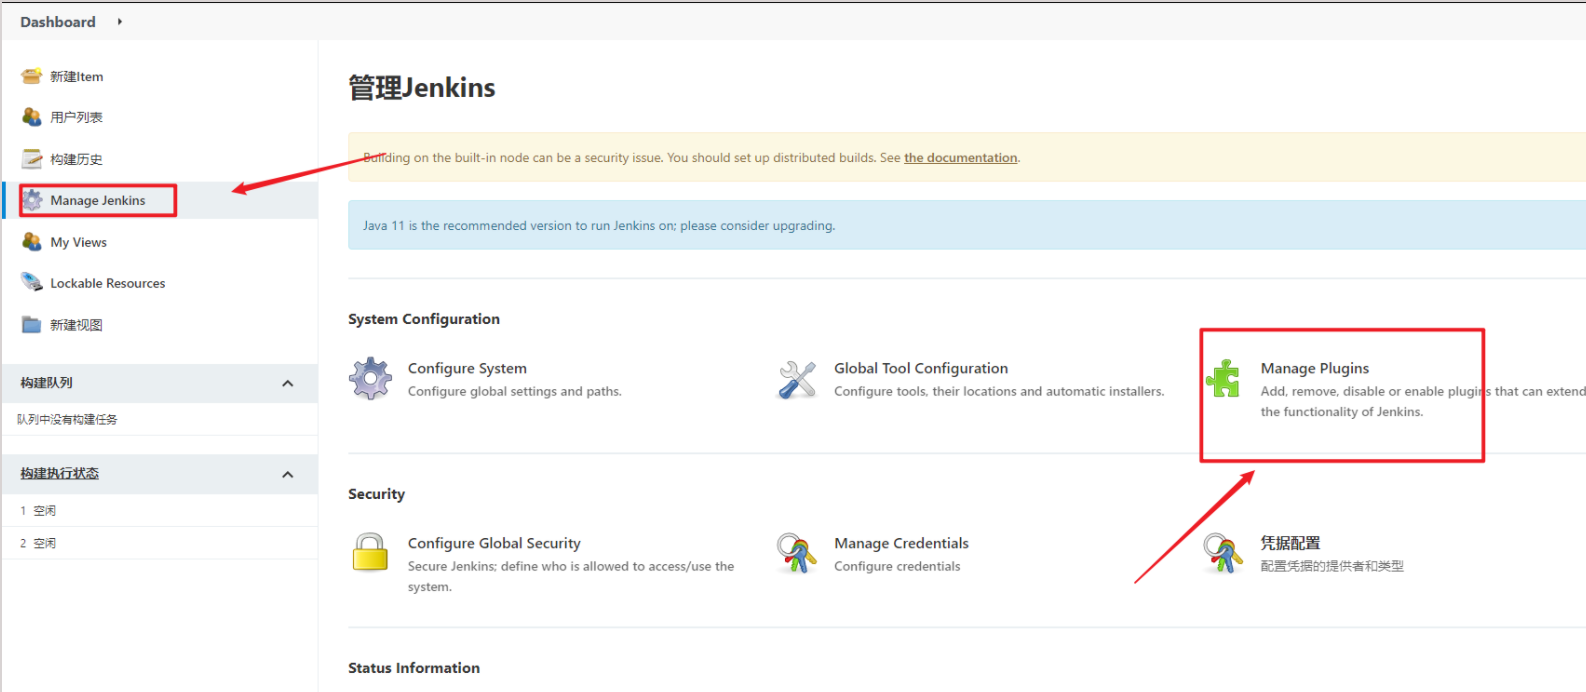 Dashboard
新建Item
用户列表
构建历史
Manage Jenkins
My Views
Lockable Resources
新建视图
构建队列
队列中没有构建任务
构建执行状态
1 空闲
2 空闲
管理Jenkins
Building on the built-in node can be a security issue. You should set up distributed builds. See the documentation.
Java 11 is the recommended version to run Jenkins on; please consider upgrading.
System Configuration
Configure System
Configure global settings and paths.
Global Tool Configuration
Configure tools, their locations and automatic installers.
Manage Plugins
Add, remove, disable or enable plugins that can extend
the functionality of Jenkins.
Security
Configure Global Security
Secure Jenkins; define who is allowed to access/use the
system.
Manage Credentials
Configure credentials
凭据配置
配置凭据的提供者和类型
Status Information